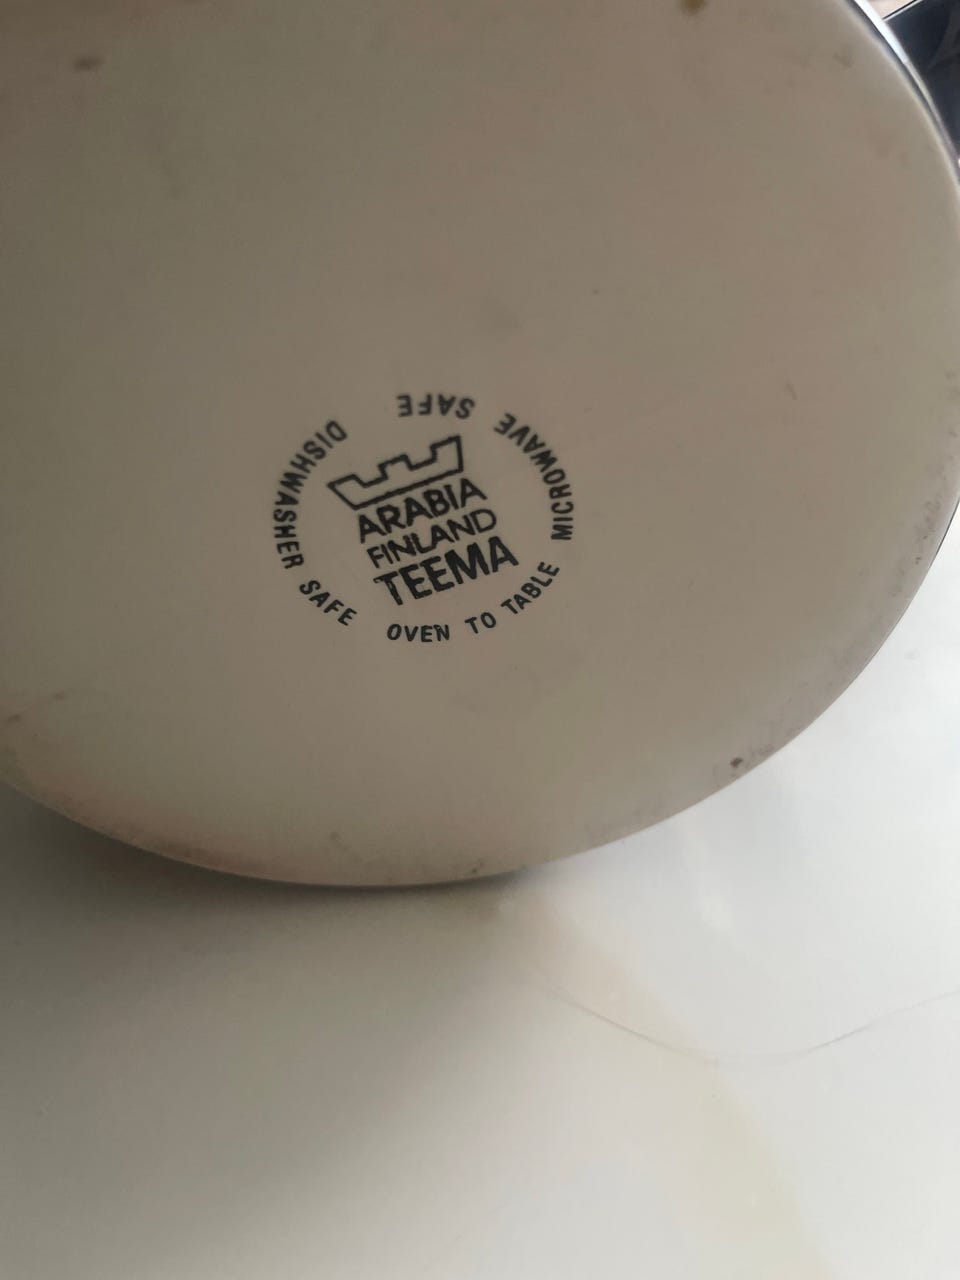 ARABIA
FINLAND
TEEMA
DISHWASHER SAFE
OVEN TO TABLE
MICROWAVE SAFE